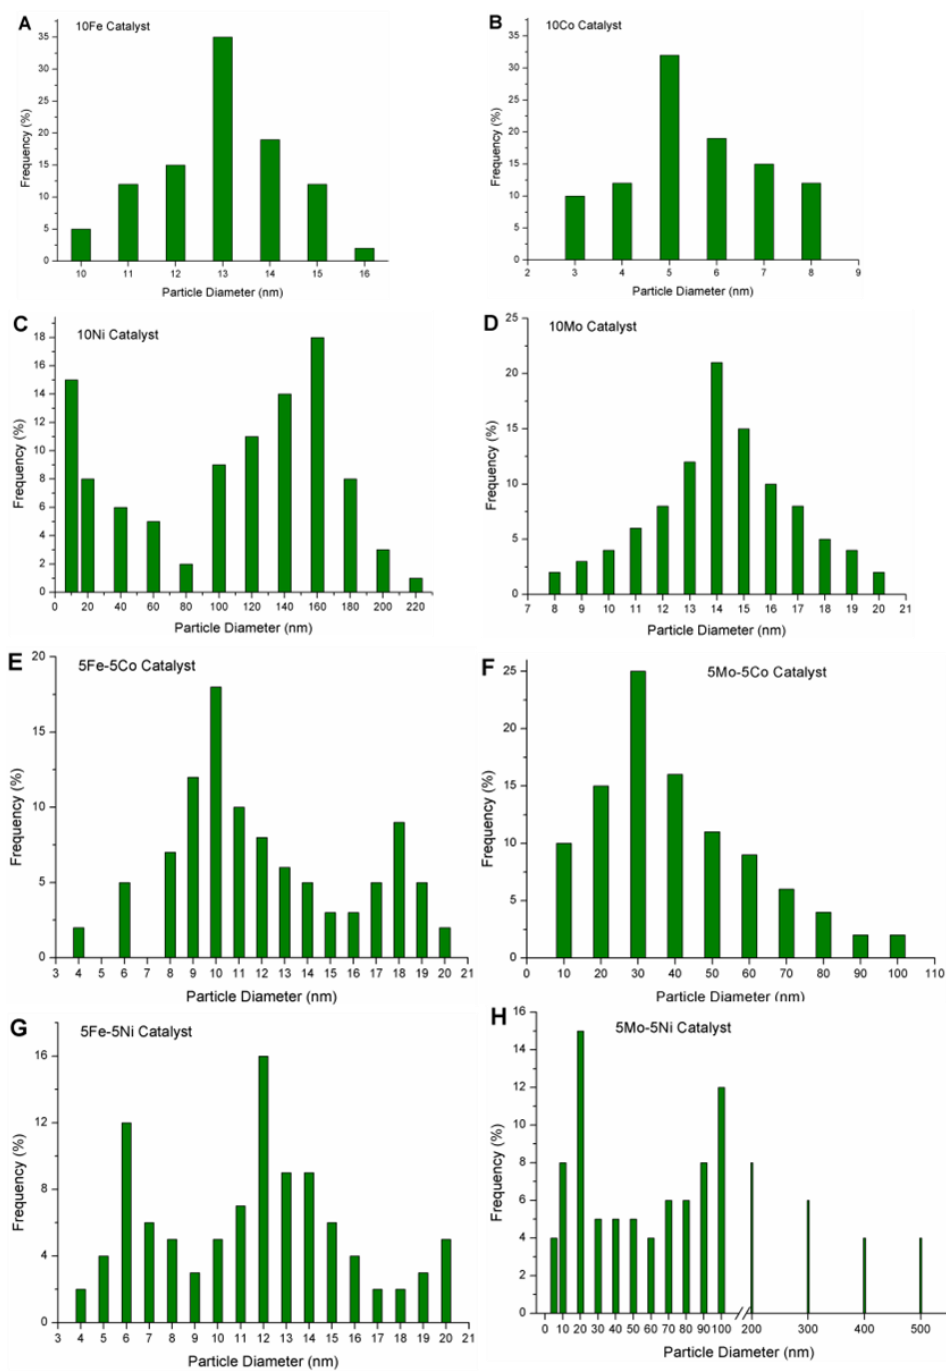 A
10Fe Catalyst
35
30
25
20
15
10
5
0
Frequency (%)
10 11 12 13 14 15 16
Particle Diameter (nm)
B
10Co Catalyst
35
30
25
20
15
10
5
0
Frequency (%)
2 3 4 5 6 7 8 9
Particle Diameter (nm)
C
10Ni Catalyst
18
16
14
12
10
8
6
4
2
0
Frequency (%)
0 20 40 60 80 100 120 140 160 180 200 220
Particle Diameter (nm)
D
10Mo Catalyst
25
20
15
10
5
0
Frequency (%)
7 8 9 10 11 12 13 14 15 16 17 18 19 20 21
Particle Diameter (nm)
E
5Fe-5Co Catalyst
20
15
10
5
0
Frequency (%)
3 4 5 6 7 8 9 10 11 12 13 14 15 16 17 18 19 20 21
Particle Diameter (nm)
F
5Mo-5Co Catalyst
25
20
15
10
5
0
Frequency (%)
0 10 20 30 40 50 60 70 80 90 100 110
Particle Diameter (nm)
G
5Fe-5Ni Catalyst
16
12
8
4
0
Frequency (%)
3 4 5 6 7 8 9 10 11 12 13 14 15 16 17 18 19 20 21
Particle Diameter (nm)
H
5Mo-5Ni Catalyst
16
14
12
10
8
6
4
2
0
Frequency (%)
0 10 20 30 40 50 60 70 80 90 100 200 300 400 500
Particle Diameter (nm)